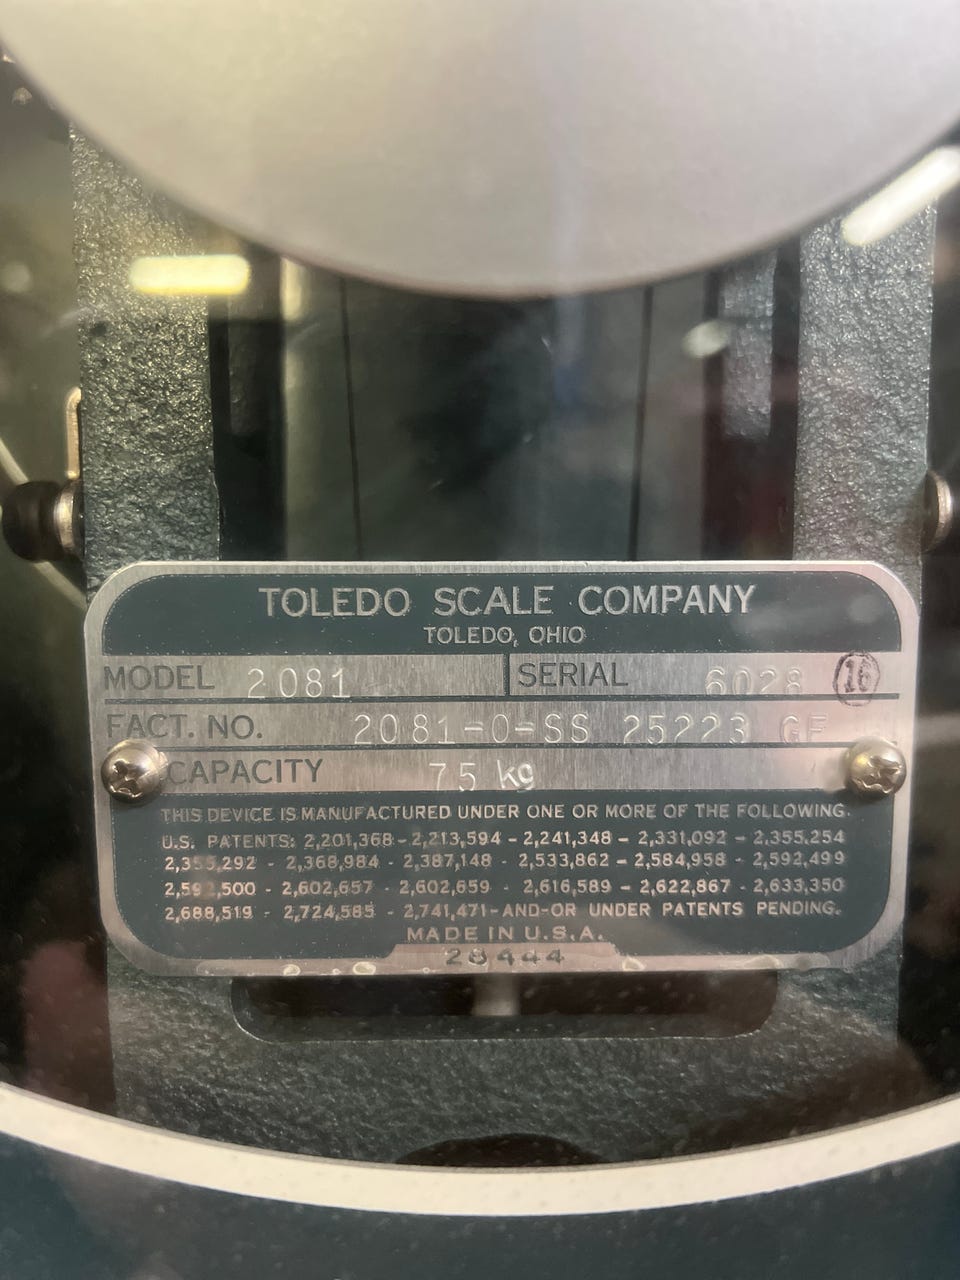 TOLEDO SCALE COMPANY
TOLEDO, OHIO
MODEL 2081 SERIAL 6028 16
FACT. NO. 2081-0-SS 25223 GF
CAPACITY 75 kg
THIS DEVICE IS MANUFACTURED UNDER ONE OR MORE OF THE FOLLOWING.
U.S. PATENTS: 2,201,368 - 2,213,594 - 2,241,348 - 2,331,092 - 2,355.254
2,355,292 - 2,368,984 - 2,387,148 - 2,533,862 - 2,584,958 - 2,592,499
2,592,500 - 2,602,657 - 2,602,659 - 2,616,589 - 2,622,867 - 2,633,350
2,688,519 - 2,724,585 - 2,741,471-AND-OR UNDER PATENTS PENDING.
MADE IN U.S.A.
28444